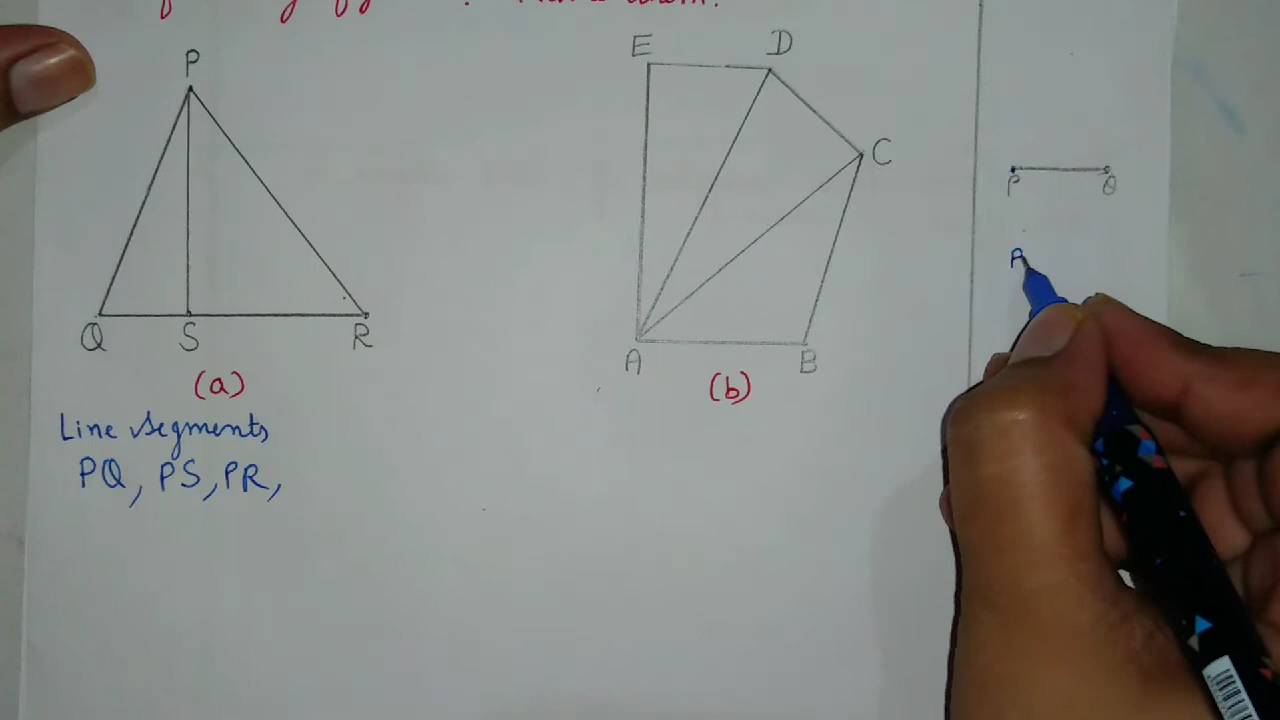 P
Q S R
(a)
Line Segments
PQ, PS, PR,
E D
C
A B
(b)
P Q